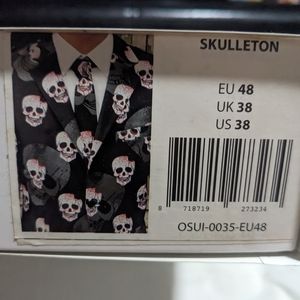 SKULLETON
EU 48
UK 38
US 38
8 718719 273234
OSUI-0035-EU48